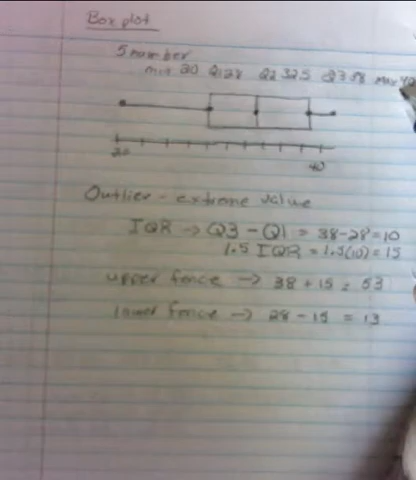 Box plot
5 number
min 20 Q1 28 Q2 32.5 Q3 38 Max 40
20 40
Outlier - extreme value
IQR → Q3 - Q1 = 38-28=10
1.5 IQR = 1.5(10) = 15
upper fence → 38 + 15 = 53
lower fence → 28 - 15 = 13